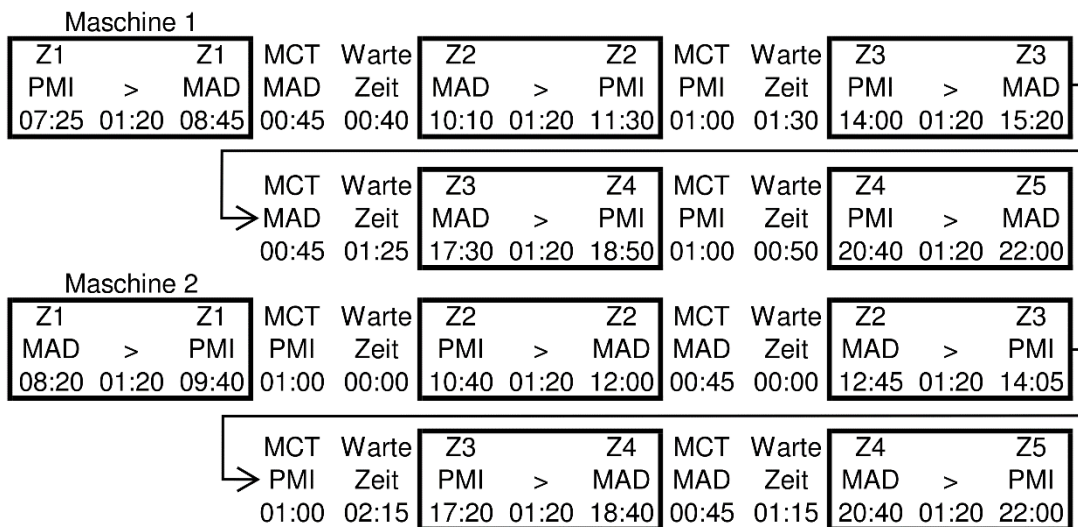 Maschine 1
Z1 Z1 MCT Warte Z2 Z2 MCT Warte Z3 Z3
PMI > MAD MAD Zeit MAD > PMI PMI Zeit PMI > MAD
07:25 01:20 08:45 00:45 00:40 10:10 01:20 11:30 01:00 01:30 14:00 01:20 15:20
MCT Warte Z3 Z4 MCT Warte Z4 Z5
MAD Zeit MAD > PMI PMI Zeit PMI > MAD
00:45 01:25 17:30 01:20 18:50 01:00 00:50 20:40 01:20 22:00
Maschine 2
Z1 Z1 MCT Warte Z2 Z2 MCT Warte Z2 Z3
MAD > PMI PMI Zeit PMI > MAD MAD Zeit MAD > PMI
08:20 01:20 09:40 01:00 00:00 10:40 01:20 12:00 00:45 00:00 12:45 01:20 14:05
MCT Warte Z3 Z4 MCT Warte Z4 Z5
PMI Zeit PMI > MAD MAD Zeit MAD > PMI
01:00 02:15 17:20 01:20 18:40 00:45 01:15 20:40 01:20 22:00